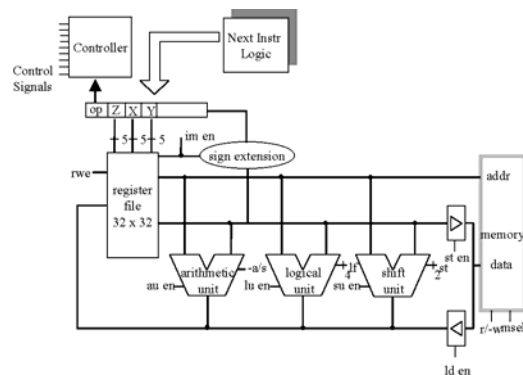 Controller
Next Instr
Logic
Control
Signals
op Z X Y
5 5 5
im en
sign extension
rwe
register
file
32 x 32
addr
memory
data
st en
arithmetic
unit
-a/s
logical
unit
lf
4
shift
unit
st
2
au en
lu en
su en
r/-w
msel
ld en